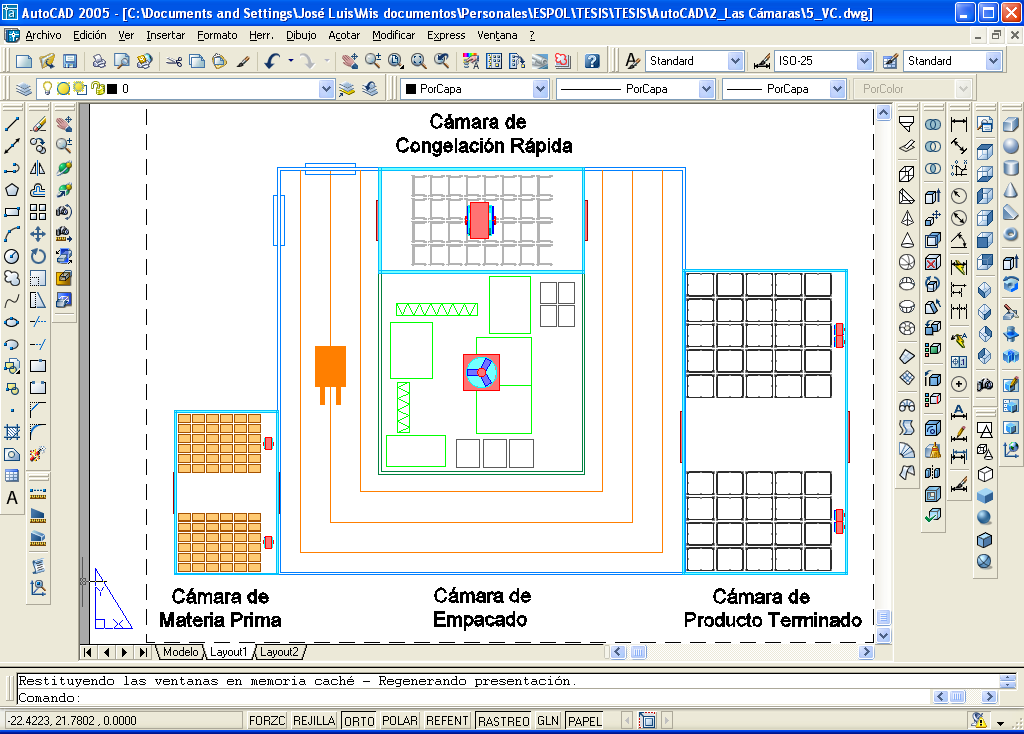 AutoCAD 2005 - [C:\Documents and Settings\José Luis\Mis documentos\Personales\ESPOL\TESIS\TESIS\AutoCAD\2_Las Cámaras\5_VC.dwg]
Archivo Edición Ver Insertar Formato Herr. Dibujo Acotar Modificar Express Ventana ?
Standard ISO-25 Standard
0 PorCapa PorCapa PorCapa PorColor
Cámara de
Congelación Rápida
Cámara de
Materia Prima
Cámara de
Empacado
Cámara de
Producto Terminado
Y
X
A
Modelo Layout1 Layout2
Restituyendo las ventanas en memoria caché - Regenerando presentación.
Comando:
-22.4223, 21.7802 , 0.0000 FORZC REJILLA ORTO POLAR REFENT RASTREO GLN PAPEL